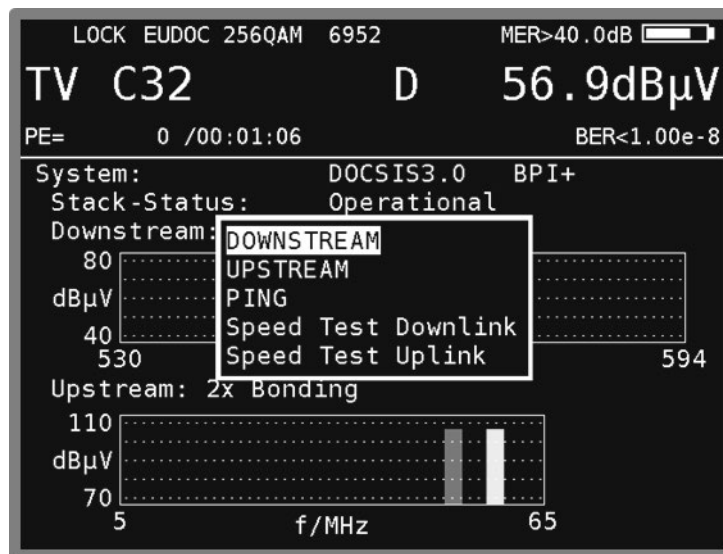 LOCK EUDOC 256QAM 6952 MER>40.0dB
TV C32 D 56.9dBµV
PE= 0 /00:01:06 BER<1.00e-8
System: DOCSIS3.0 BPI+
Stack-Status: Operational
Downstream:
DOWNSTREAM
UPSTREAM
PING
Speed Test Downlink
Speed Test Uplink
80
dBµV
40
530 594
Upstream: 2x Bonding
110
dBµV
70
5 f/MHz 65